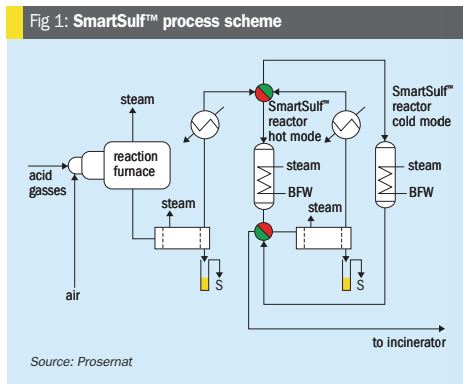 Fig 1: SmartSulf™ process scheme
steam
reaction
furnace
acid
gasses
air
steam
S
SmartSulf™
reactor
hot mode
steam
BFW
steam
S
SmartSulf™
reactor
cold mode
steam
BFW
to incinerator
Source: Prosernat